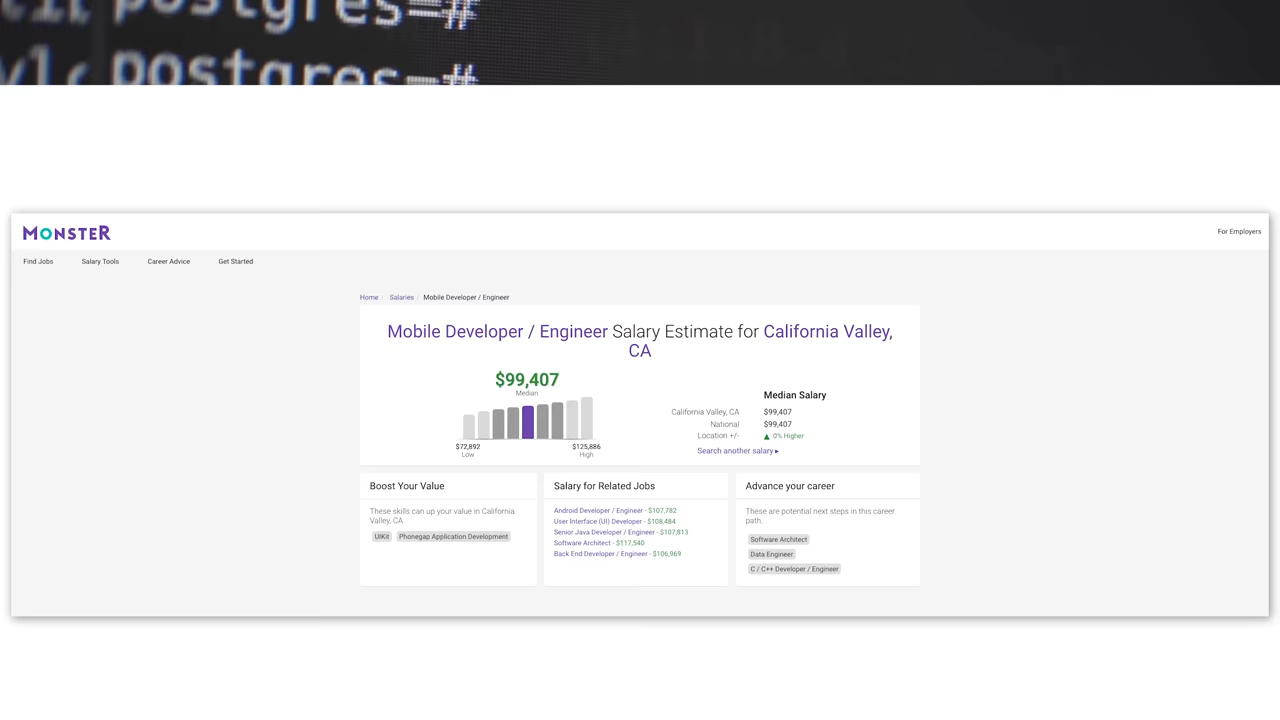 postgres=#
postgres=#
MONSTER
For Employers
Find Jobs Salary Tools Career Advice Get Started
Home / Salaries / Mobile Developer / Engineer
Mobile Developer / Engineer Salary Estimate for California Valley,
CA
$99,407
Median
$72,892 $125,886
Low High
Median Salary
California Valley, CA $99,407
National $99,407
Location +/- ▲ 0% Higher
Search another salary ▸
Boost Your Value
These skills can up your value in California
Valley, CA
UIKit Phonegap Application Development
Salary for Related Jobs
Android Developer / Engineer - $107,782
User Interface (UI) Developer - $108,484
Senior Java Developer / Engineer - $107,813
Software Architect - $117,540
Back End Developer / Engineer - $106,969
Advance your career
These are potential next steps in this career
path.
Software Architect
Data Engineer
C / C++ Developer / Engineer